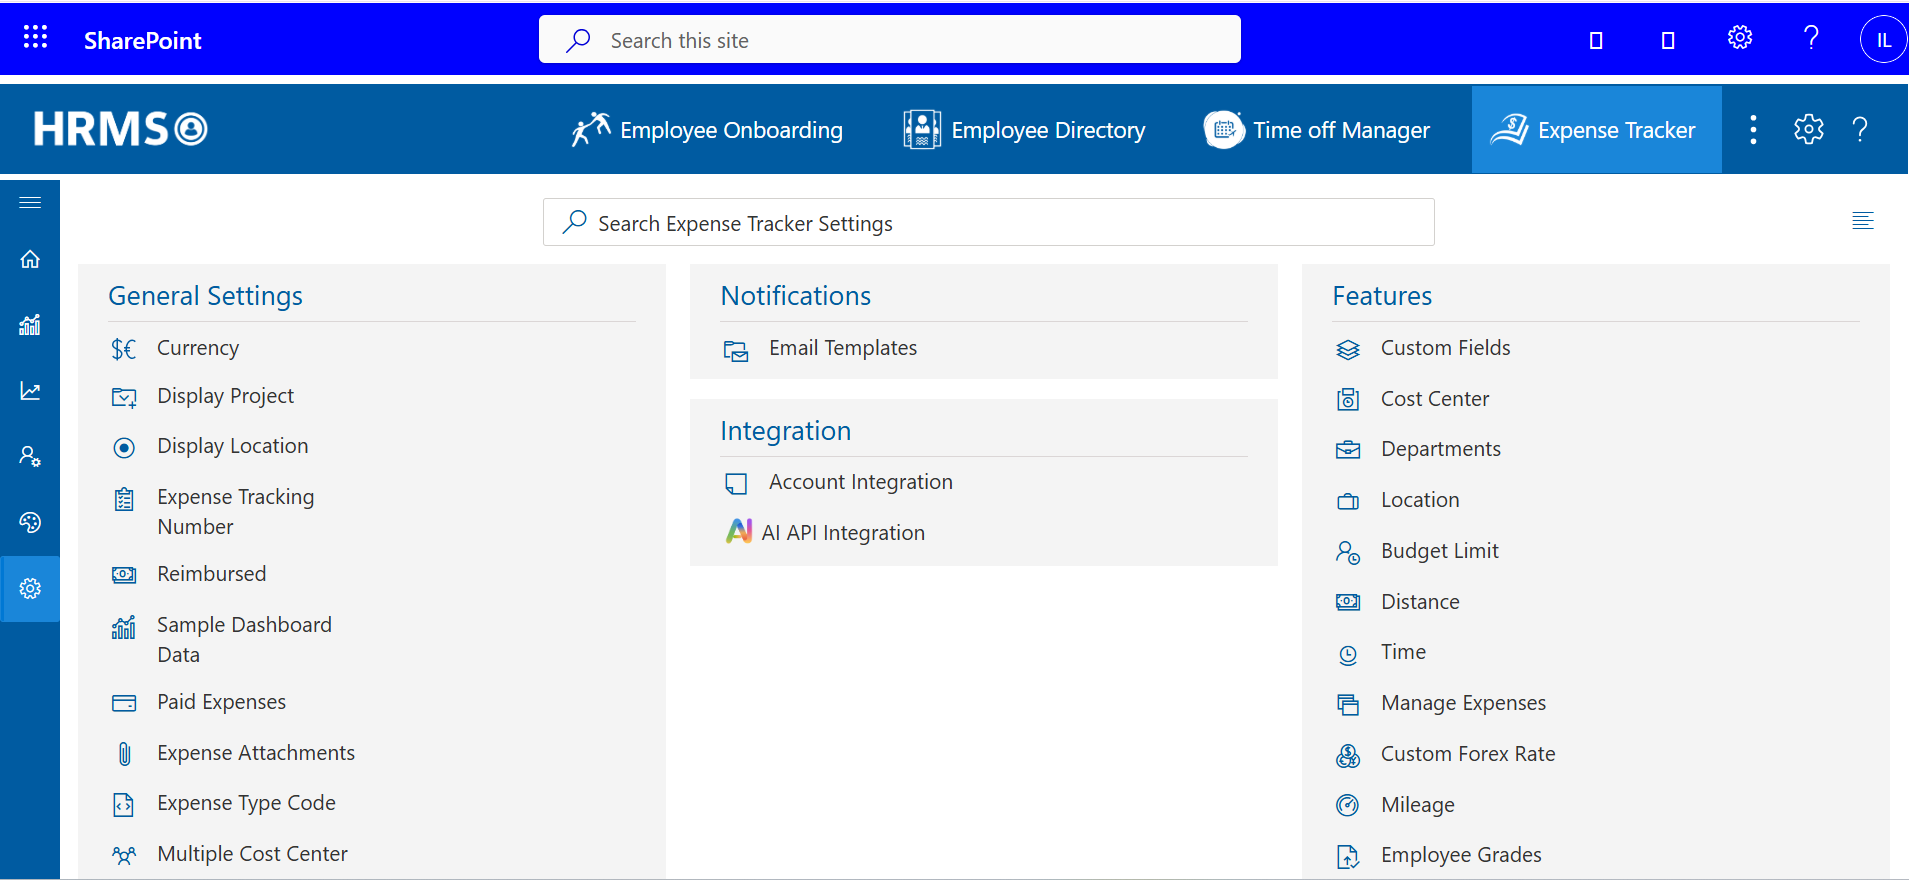 SharePoint
Search this site
IL
HRMS
Employee Onboarding
Employee Directory
Time off Manager
Expense Tracker
Search Expense Tracker Settings
General Settings
Currency
Display Project
Display Location
Expense Tracking
Number
Reimbursed
Sample Dashboard
Data
Paid Expenses
Expense Attachments
Expense Type Code
Multiple Cost Center
Notifications
Email Templates
Integration
Account Integration
AI AI API Integration
Features
Custom Fields
Cost Center
Departments
Location
Budget Limit
Distance
Time
Manage Expenses
Custom Forex Rate
Mileage
Employee Grades